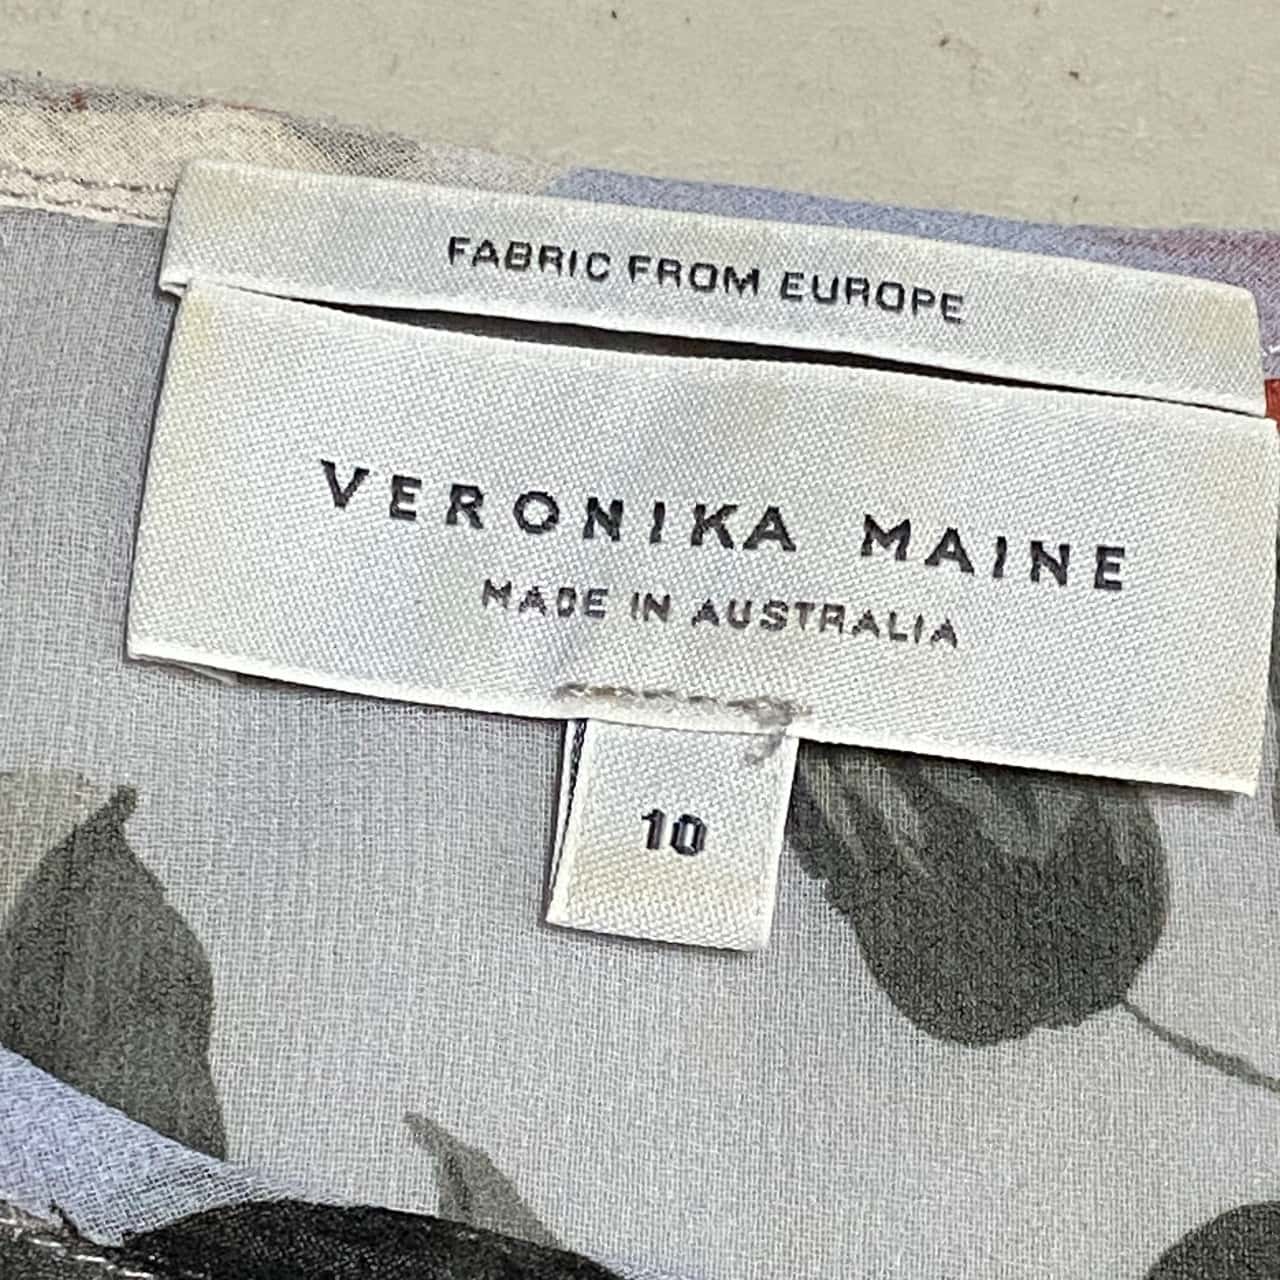 FABRIC FROM EUROPE
VERONIKA MAINE
MADE IN AUSTRALIA
10